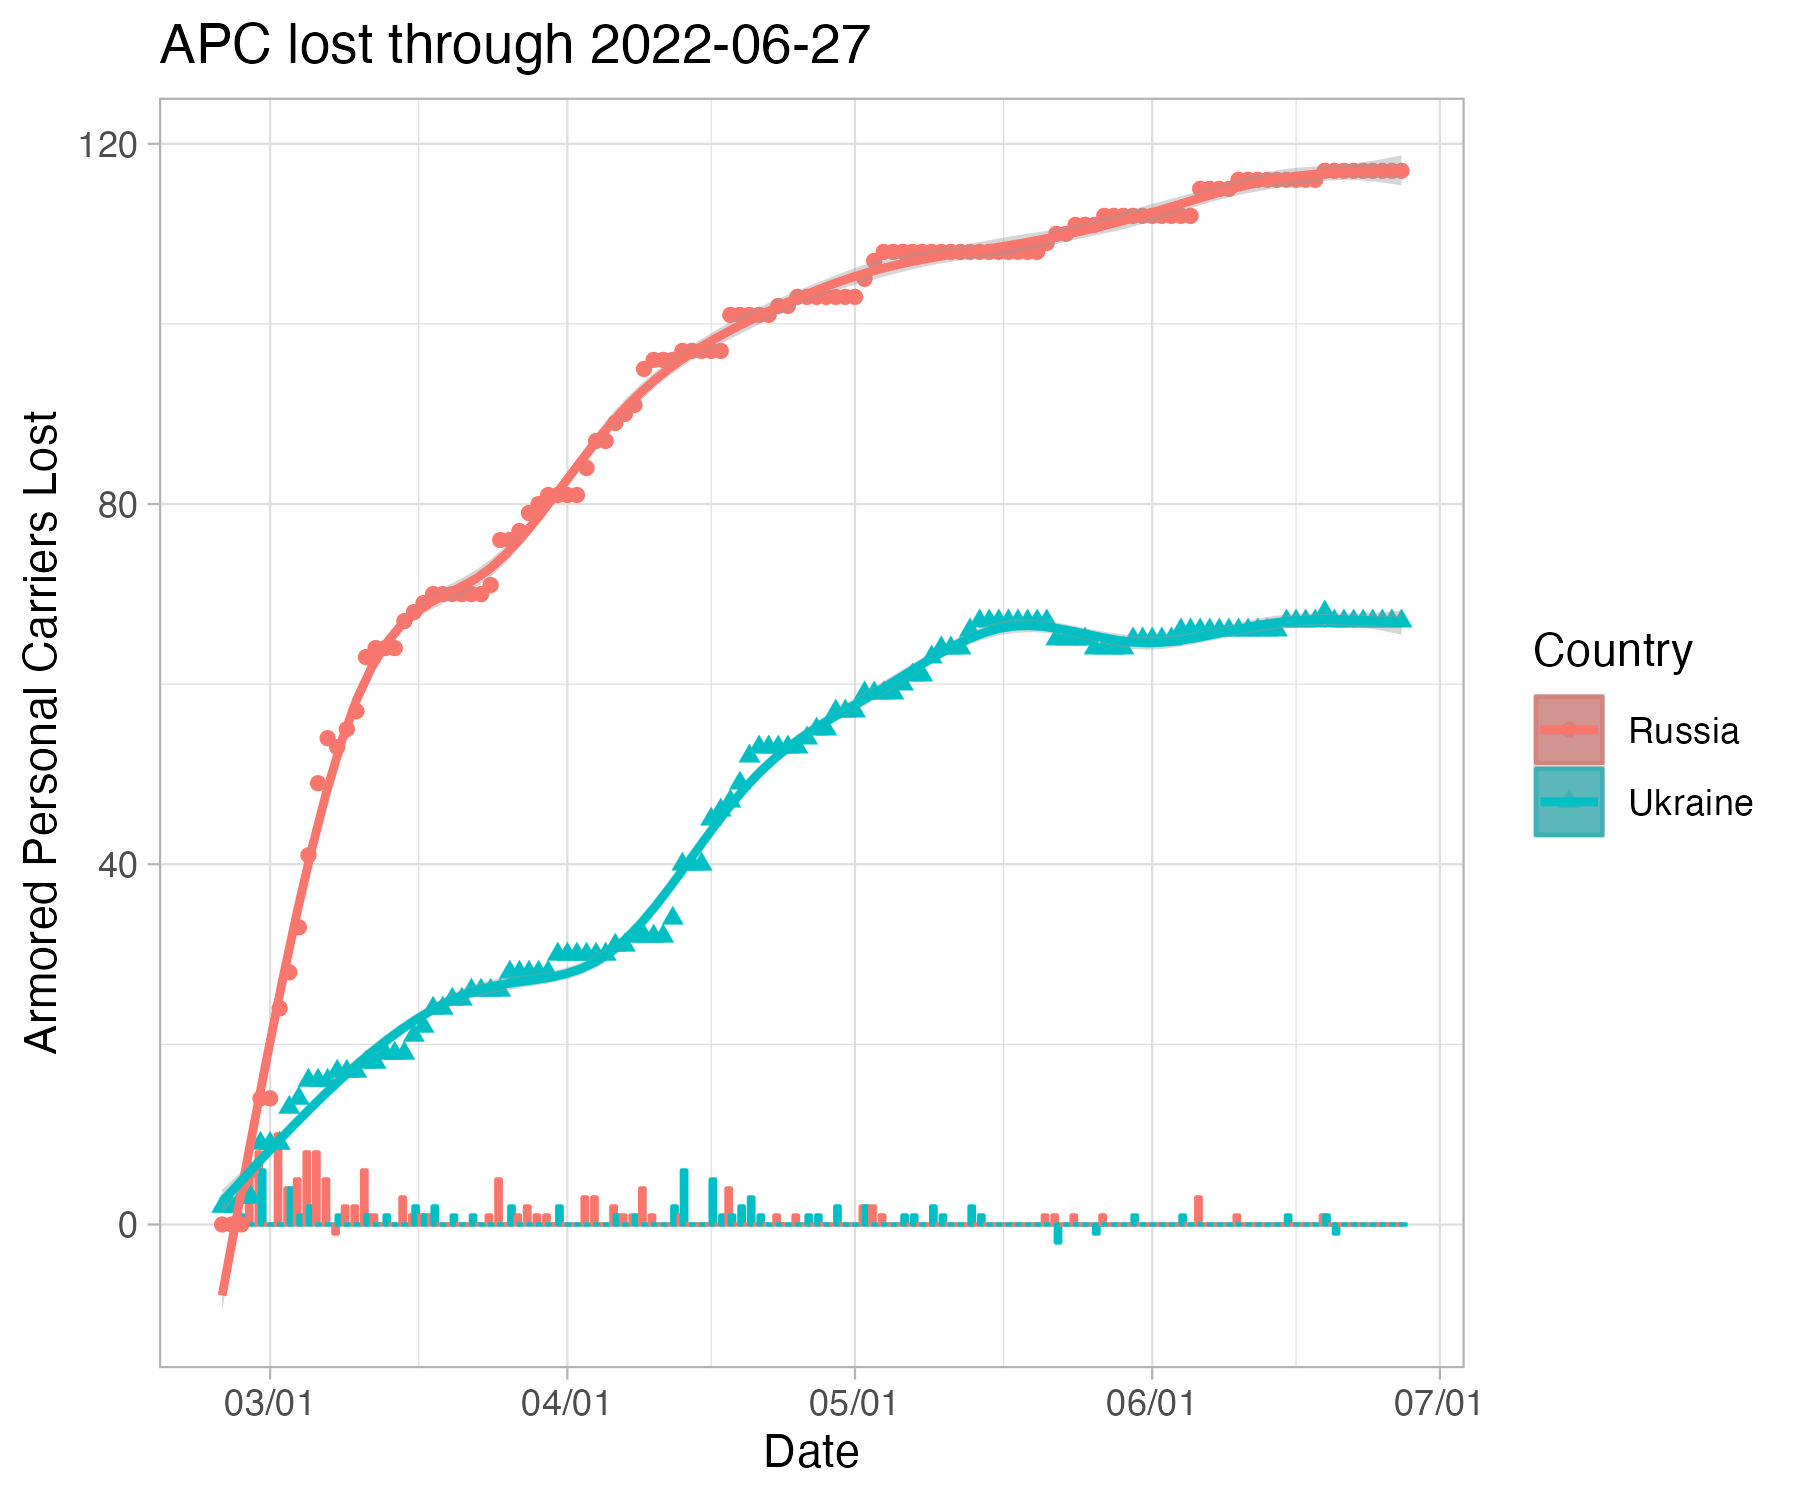 APC lost through 2022-06-27
120
80
40
0
Armored Personal Carriers Lost
03/01
04/01
05/01
06/01
07/01
Date
Country
Russia
Ukraine